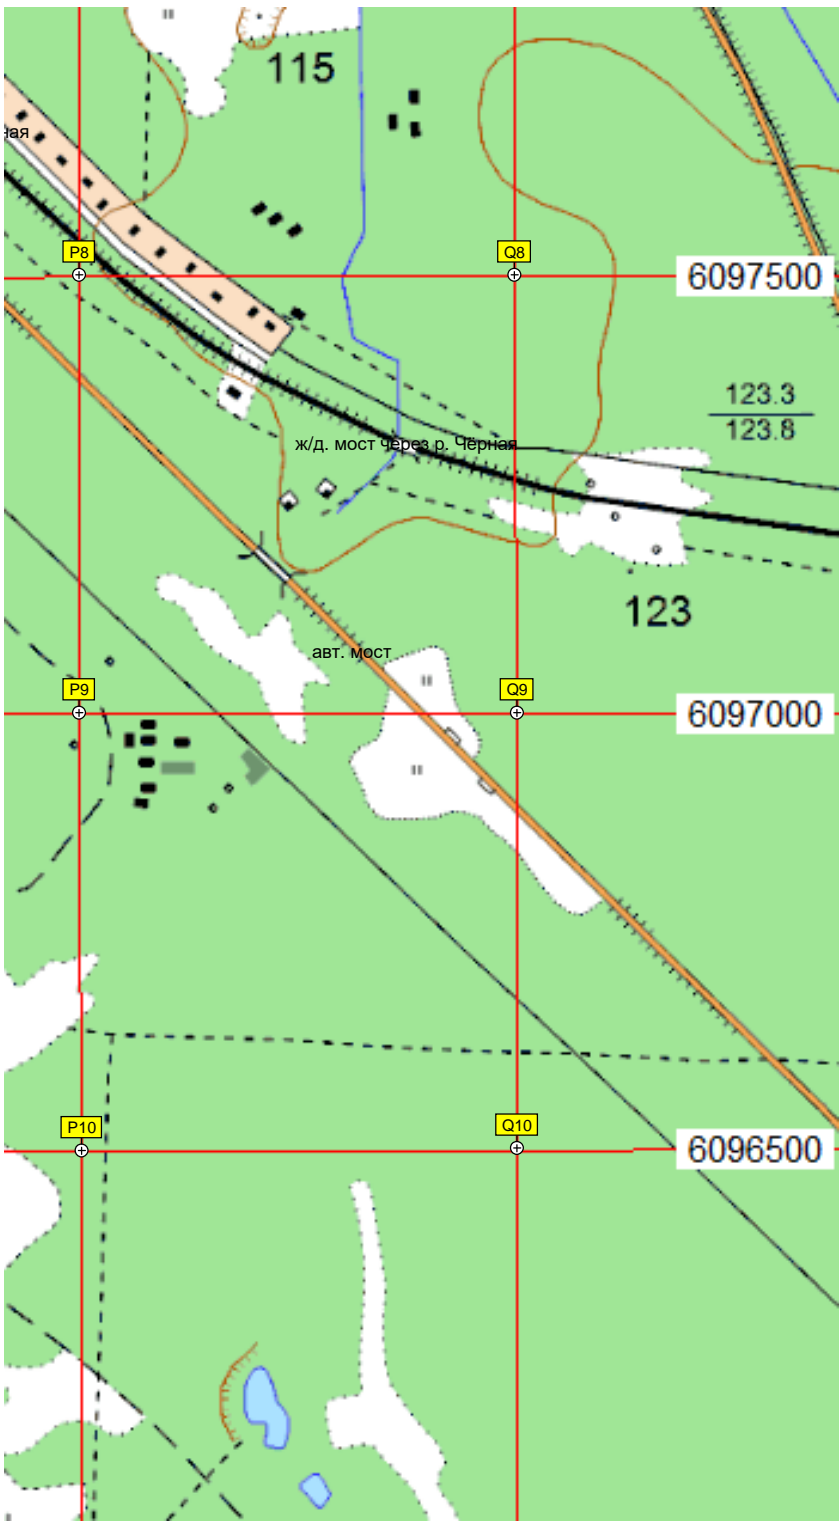 115
ная
P8
Q8
6097500
123.3
123.8
ж/д. мост через р. Чёрная
123
авт. мост
P9
Q9
6097000
P10
Q10
6096500